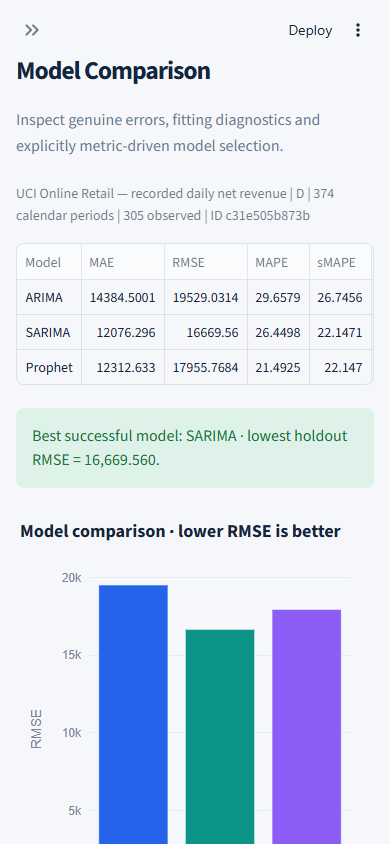 Deploy
Model Comparison
Inspect genuine errors, fitting diagnostics and
explicitly metric-driven model selection.
UCI Online Retail — recorded daily net revenue | D | 374
calendar periods | 305 observed | ID c31e505b873b
Model MAE RMSE MAPE sMAPE
ARIMA 14384.5001 19529.0314 29.6579 26.7456
SARIMA 12076.296 16669.56 26.4498 22.1471
Prophet 12312.633 17955.7684 21.4925 22.147
Best successful model: SARIMA · lowest holdout
RMSE = 16,669.560.
Model comparison · lower RMSE is better
20k
15k
10k
5k
RMSE